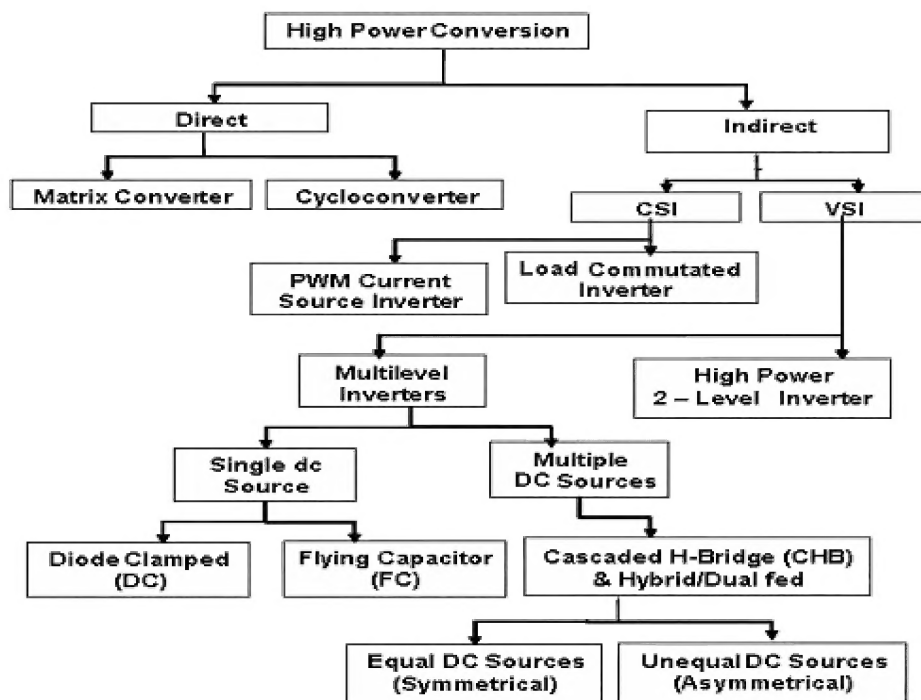 High Power Conversion
Direct
Indirect
Matrix Converter
Cycloconverter
CSI
VSI
PWM Current
Source Inverter
Load Commutated
Inverter
Multilevel
Inverters
High Power
2 – Level Inverter
Single dc
Source
Multiple
DC Sources
Diode Clamped
(DC)
Flying Capacitor
(FC)
Cascaded H-Bridge (CHB)
& Hybrid/Dual fed
Equal DC Sources
(Symmetrical)
Unequal DC Sources
(Asymmetrical)